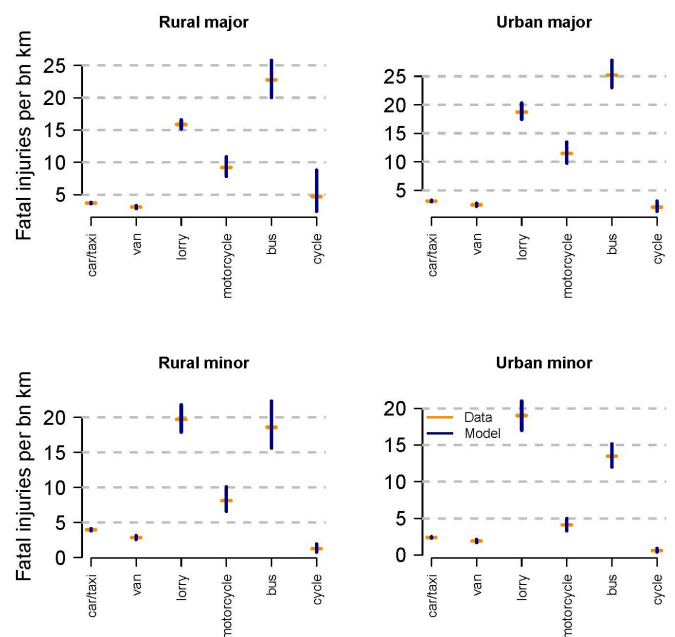 Rural major
Urban major
Fatal injuries per bn km
25
20
15
10
5
car/taxi
van
lorry
motorcycle
bus
cycle
25
20
15
10
5
car/taxi
van
lorry
motorcycle
bus
cycle
Rural minor
Urban minor
Fatal injuries per bn km
20
15
10
5
0
car/taxi
van
lorry
motorcycle
bus
cycle
20
15
10
5
0
Data
Model
car/taxi
van
lorry
motorcycle
bus
cycle